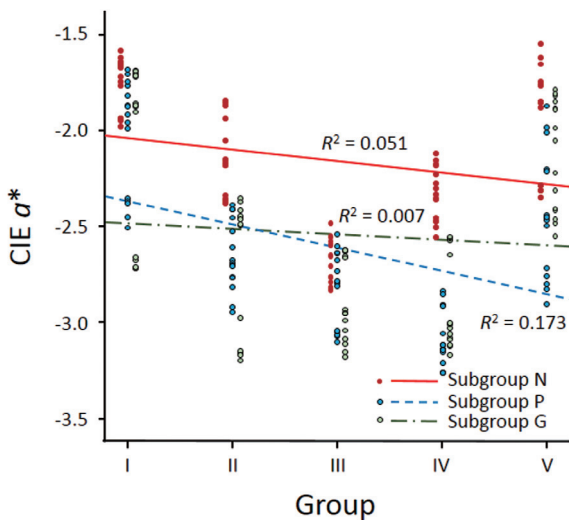 -1.5
-2.0
-2.5
-3.0
-3.5
CIE a*
R² = 0.051
R² = 0.007
R² = 0.173
Subgroup N
Subgroup P
Subgroup G
I II III IV V
Group